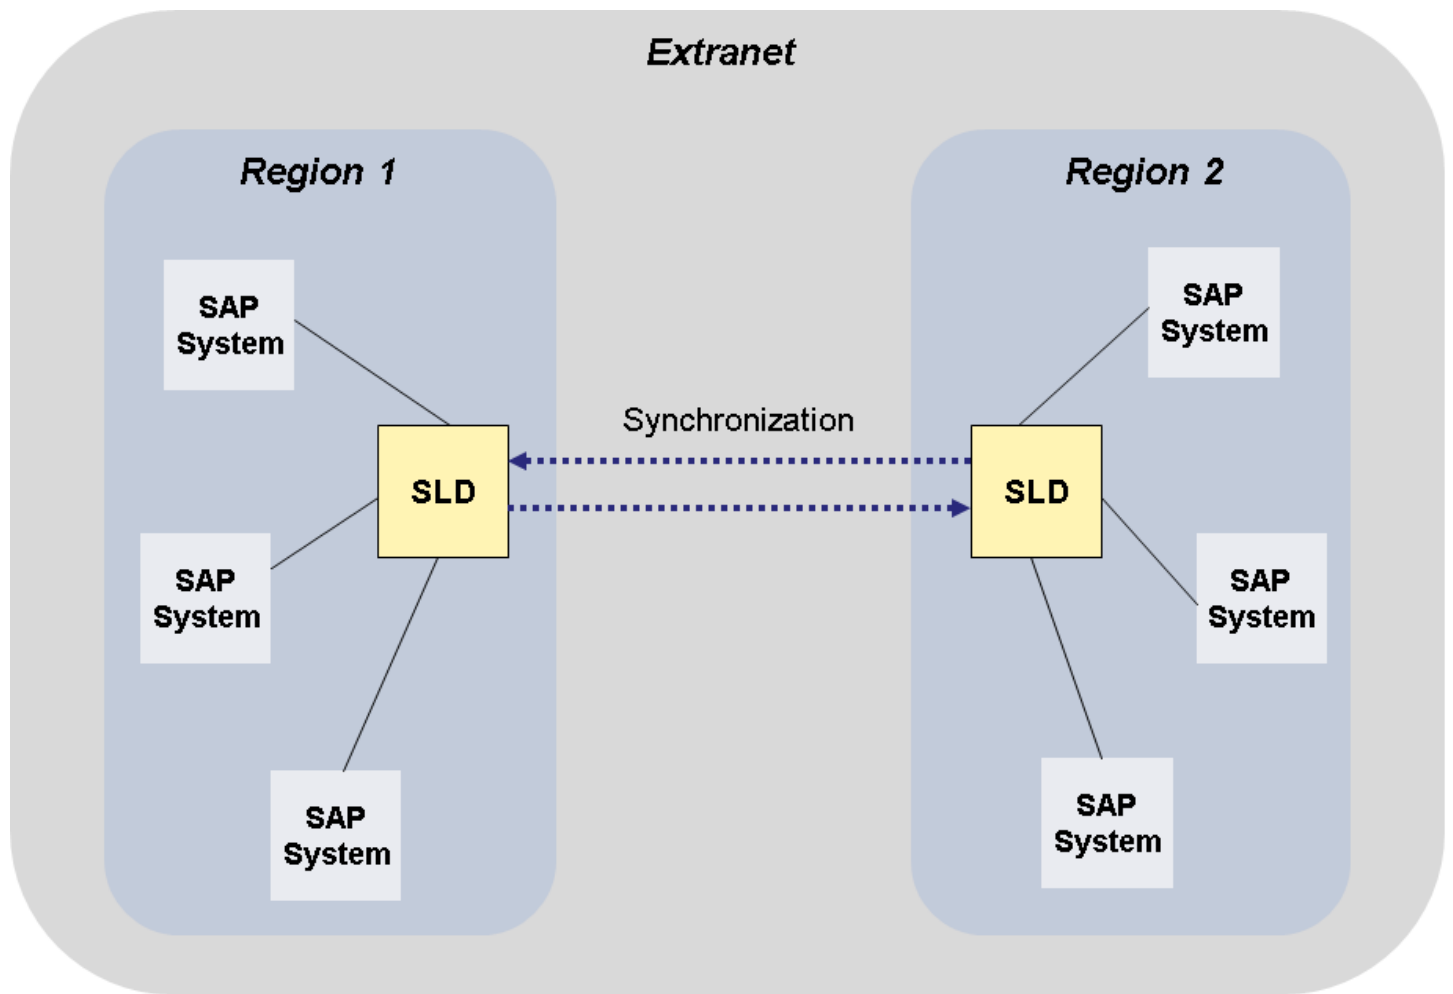 Extranet
Region 1
Region 2
SAP
System
SAP
System
Synchronization
SLD
SLD
SAP
System
SAP
System
SAP
System
SAP
System